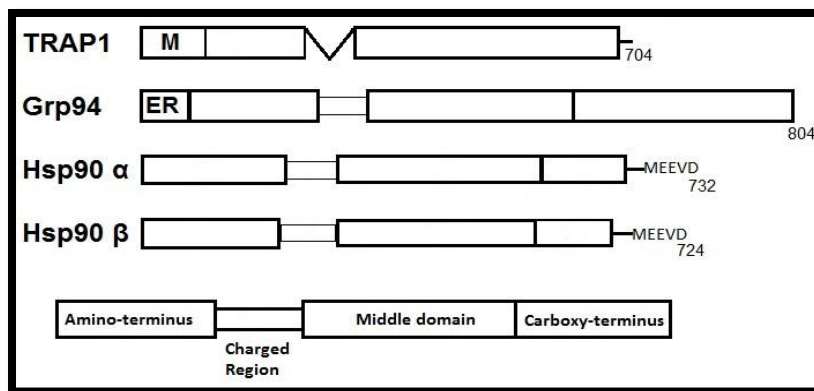 TRAP1 M 704
Grp94 ER 804
Hsp90 α MEEVD 732
Hsp90 β MEEVD 724
Amino-terminus Middle domain Carboxy-terminus
Charged
Region